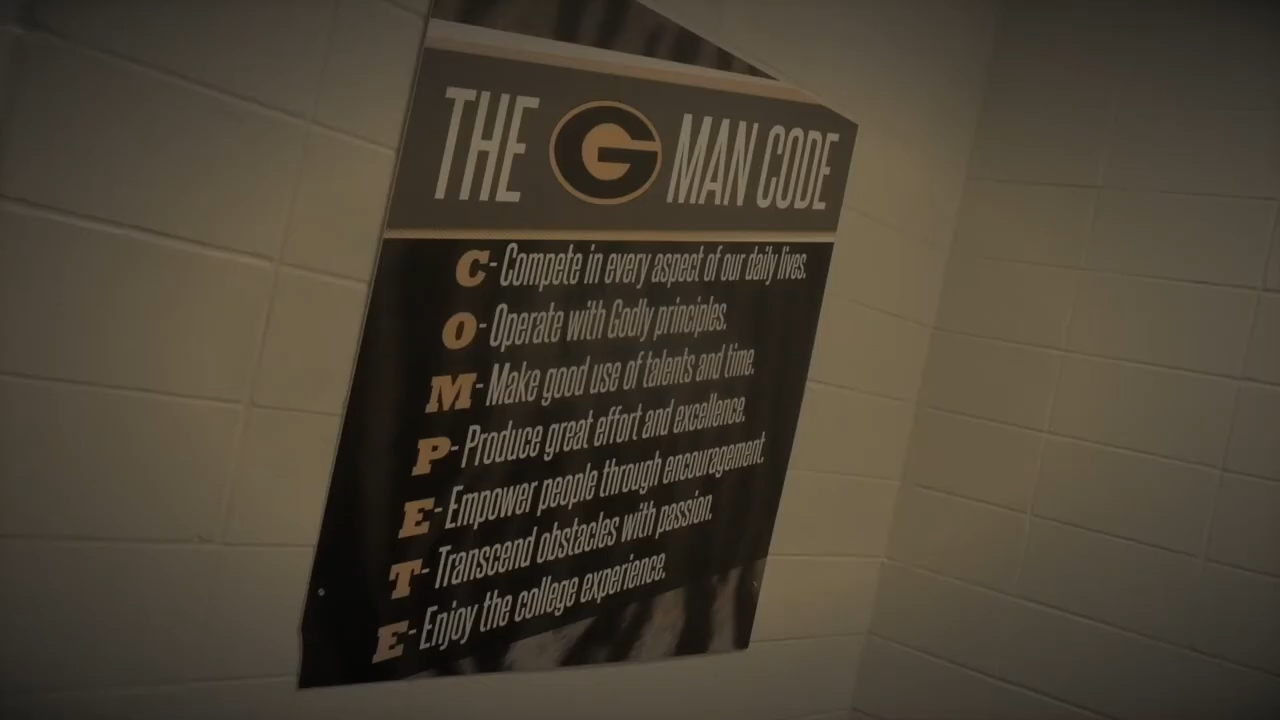 THE G MAN CODE
C- Compete in every aspect of our daily lives.
O- Operate with Godly principles.
M- Make good use of talents and time.
P- Produce great effort and excellence.
E- Empower people through encouragement.
T- Transcend obstacles with passion.
E- Enjoy the college experience.